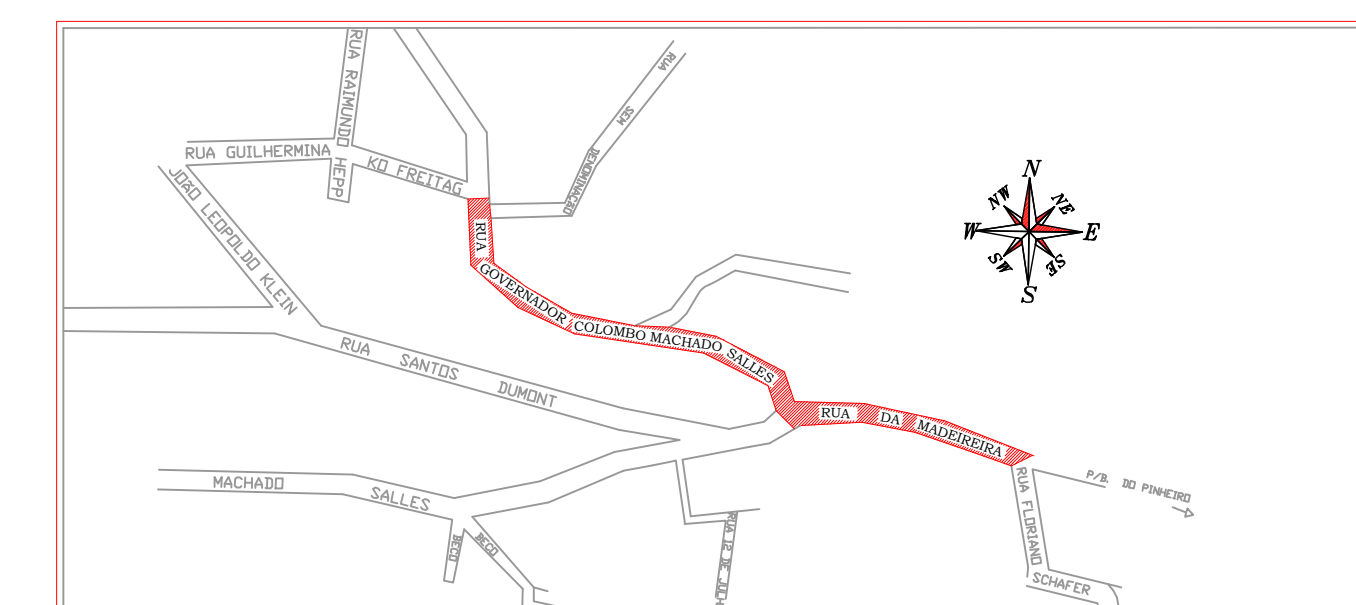 RUA RAIMUNDO HEPP
RUA SEM DENOMINAÇÃO
RUA GUILHERMINA KO FREITAG
JOÃO LEOPOLDO KLEIN
N
NW
NE
W
E
SW
SE
S
RUA GOVERNADOR COLOMBO MACHADO SALLES
RUA SANTOS DUMONT
RUA DA MADEIREIRA
MACHADO SALLES
P/B. DO PINHEIRO
RUA FLORIANO SCHAFER
BECO
BECO
RUA 12 DE JULH